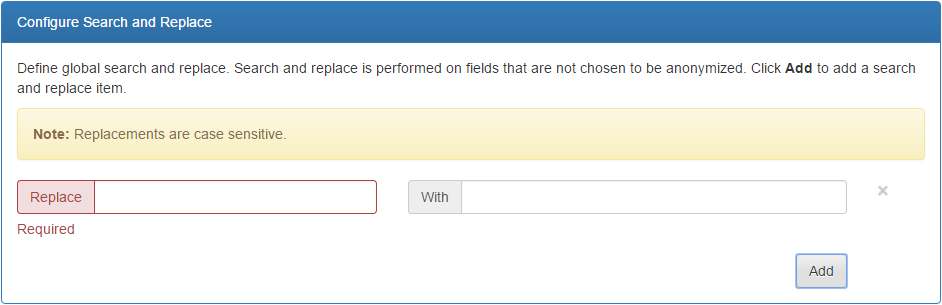 Configure Search and Replace
Define global search and replace. Search and replace is performed on fields that are not chosen to be anonymized. Click Add to add a search
and replace item.
Note: Replacements are case sensitive.
Replace With ×
Required
Add